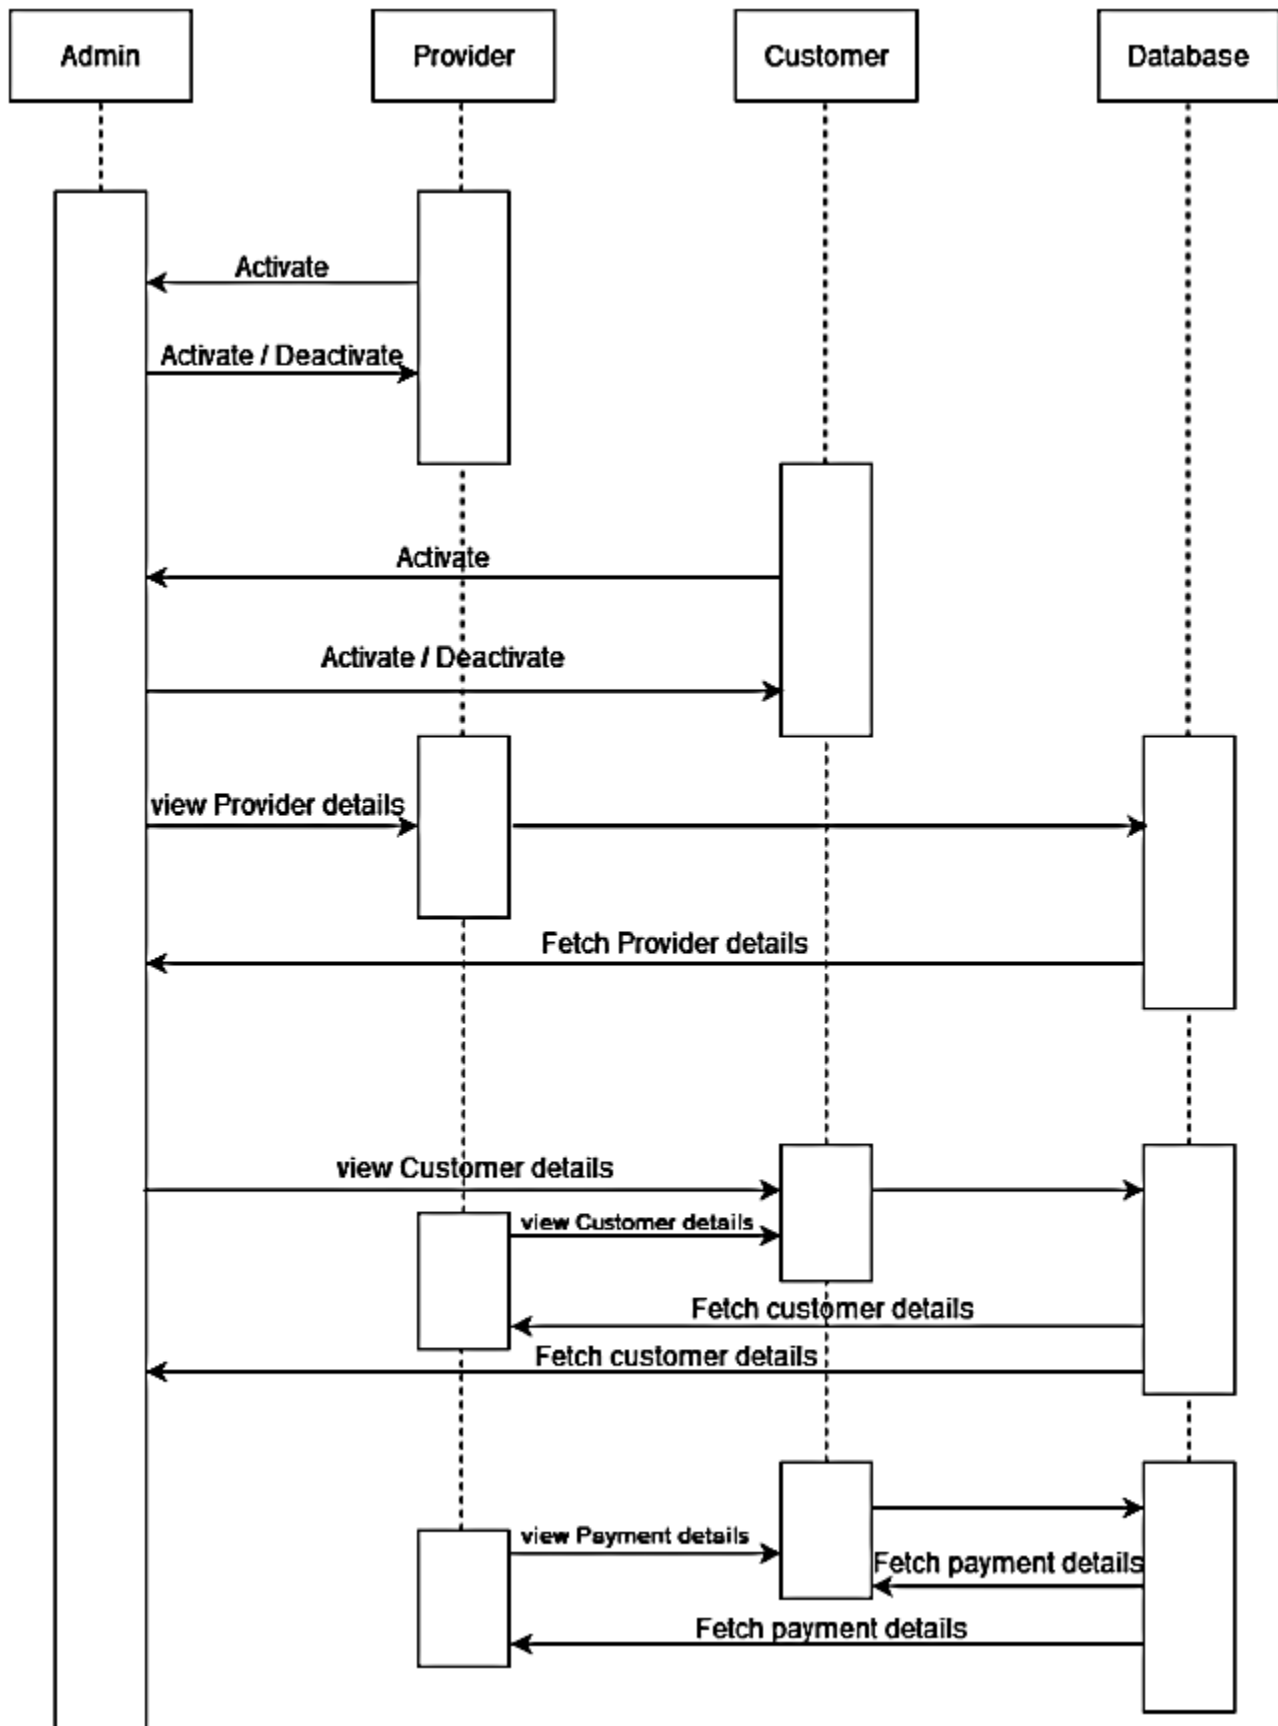 Admin
Provider
Customer
Database
Activate
Activate / Deactivate
Activate
Activate / Deactivate
view Provider details
Fetch Provider details
view Customer details
view Customer details
Fetch customer details
Fetch customer details
view Payment details
Fetch payment details
Fetch payment details